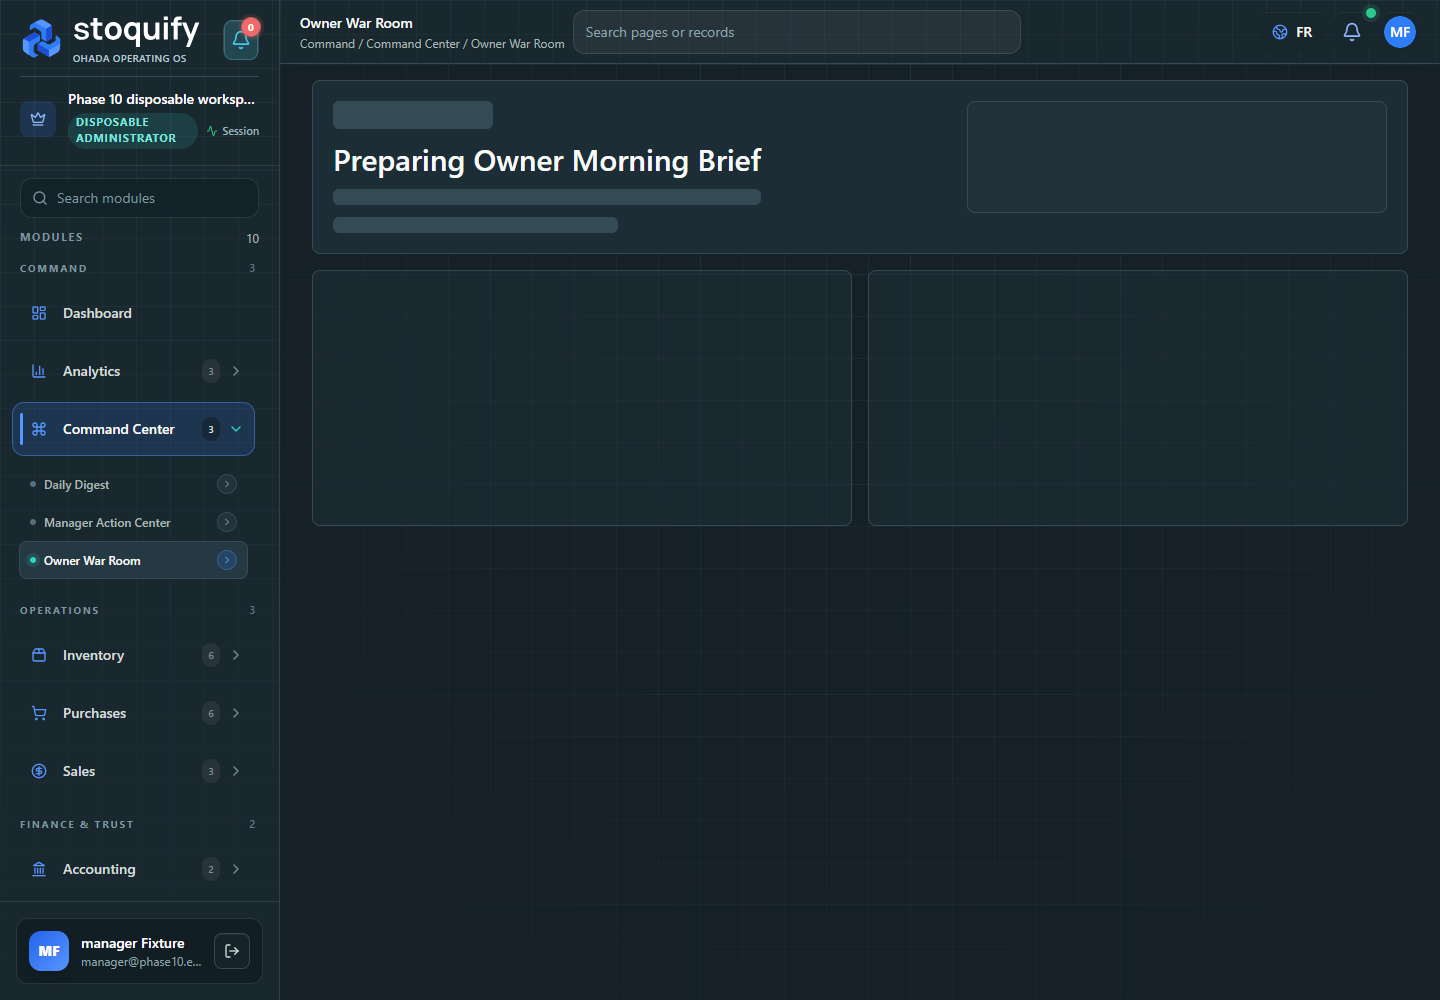 stoquify
OHADA OPERATING OS
0
Phase 10 disposable worksp...
DISPOSABLE
ADMINISTRATOR
Session
Search modules
MODULES 10
COMMAND 3
Dashboard
Analytics 3
Command Center 3
Daily Digest
Manager Action Center
Owner War Room
OPERATIONS 3
Inventory 6
Purchases 6
Sales 3
FINANCE & TRUST 2
Accounting 2
MF
manager Fixture
manager@phase10.e...
Owner War Room
Command / Command Center / Owner War Room
Search pages or records
FR
MF
Preparing Owner Morning Brief